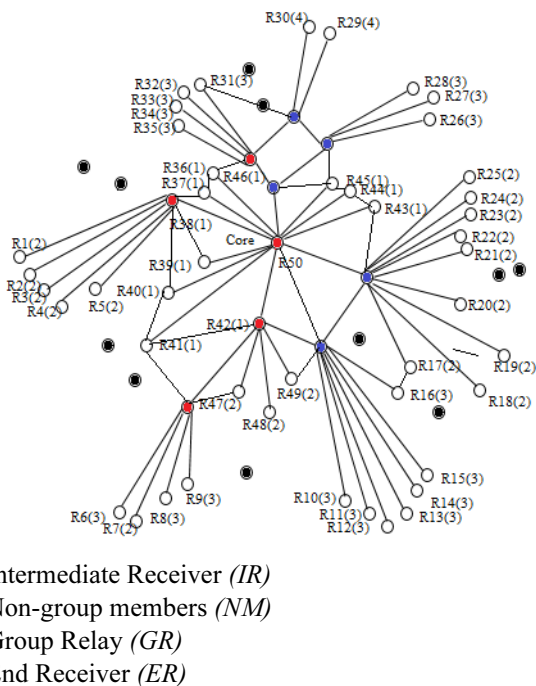 R30(4)
R29(4)
R31(3)
R32(3)
R33(3)
R34(3)
R35(3)
R28(3)
R27(3)
R26(3)
R36(1)
R46(1)
R45(1)
R37(1)
R44(1)
R25(2)
R24(2)
R43(1)
R23(2)
R38(1)
R22(2)
Core
R1(2)
R21(2)
R39(1)
R50
R2(2)
R3(2)
R40(1)
R4(2)
R5(2)
R20(2)
R42(1)
R41(1)
R17(2)
R19(2)
R49(2)
R16(3)
R18(2)
R47(2)
R48(2)
R15(3)
R9(3)
R10(3)
R14(3)
R6(3)
R8(3)
R11(3)
R13(3)
R7(2)
R12(3)
ntermediate Receiver (IR)
Non-group members (NM)
Group Relay (GR)
End Receiver (ER)